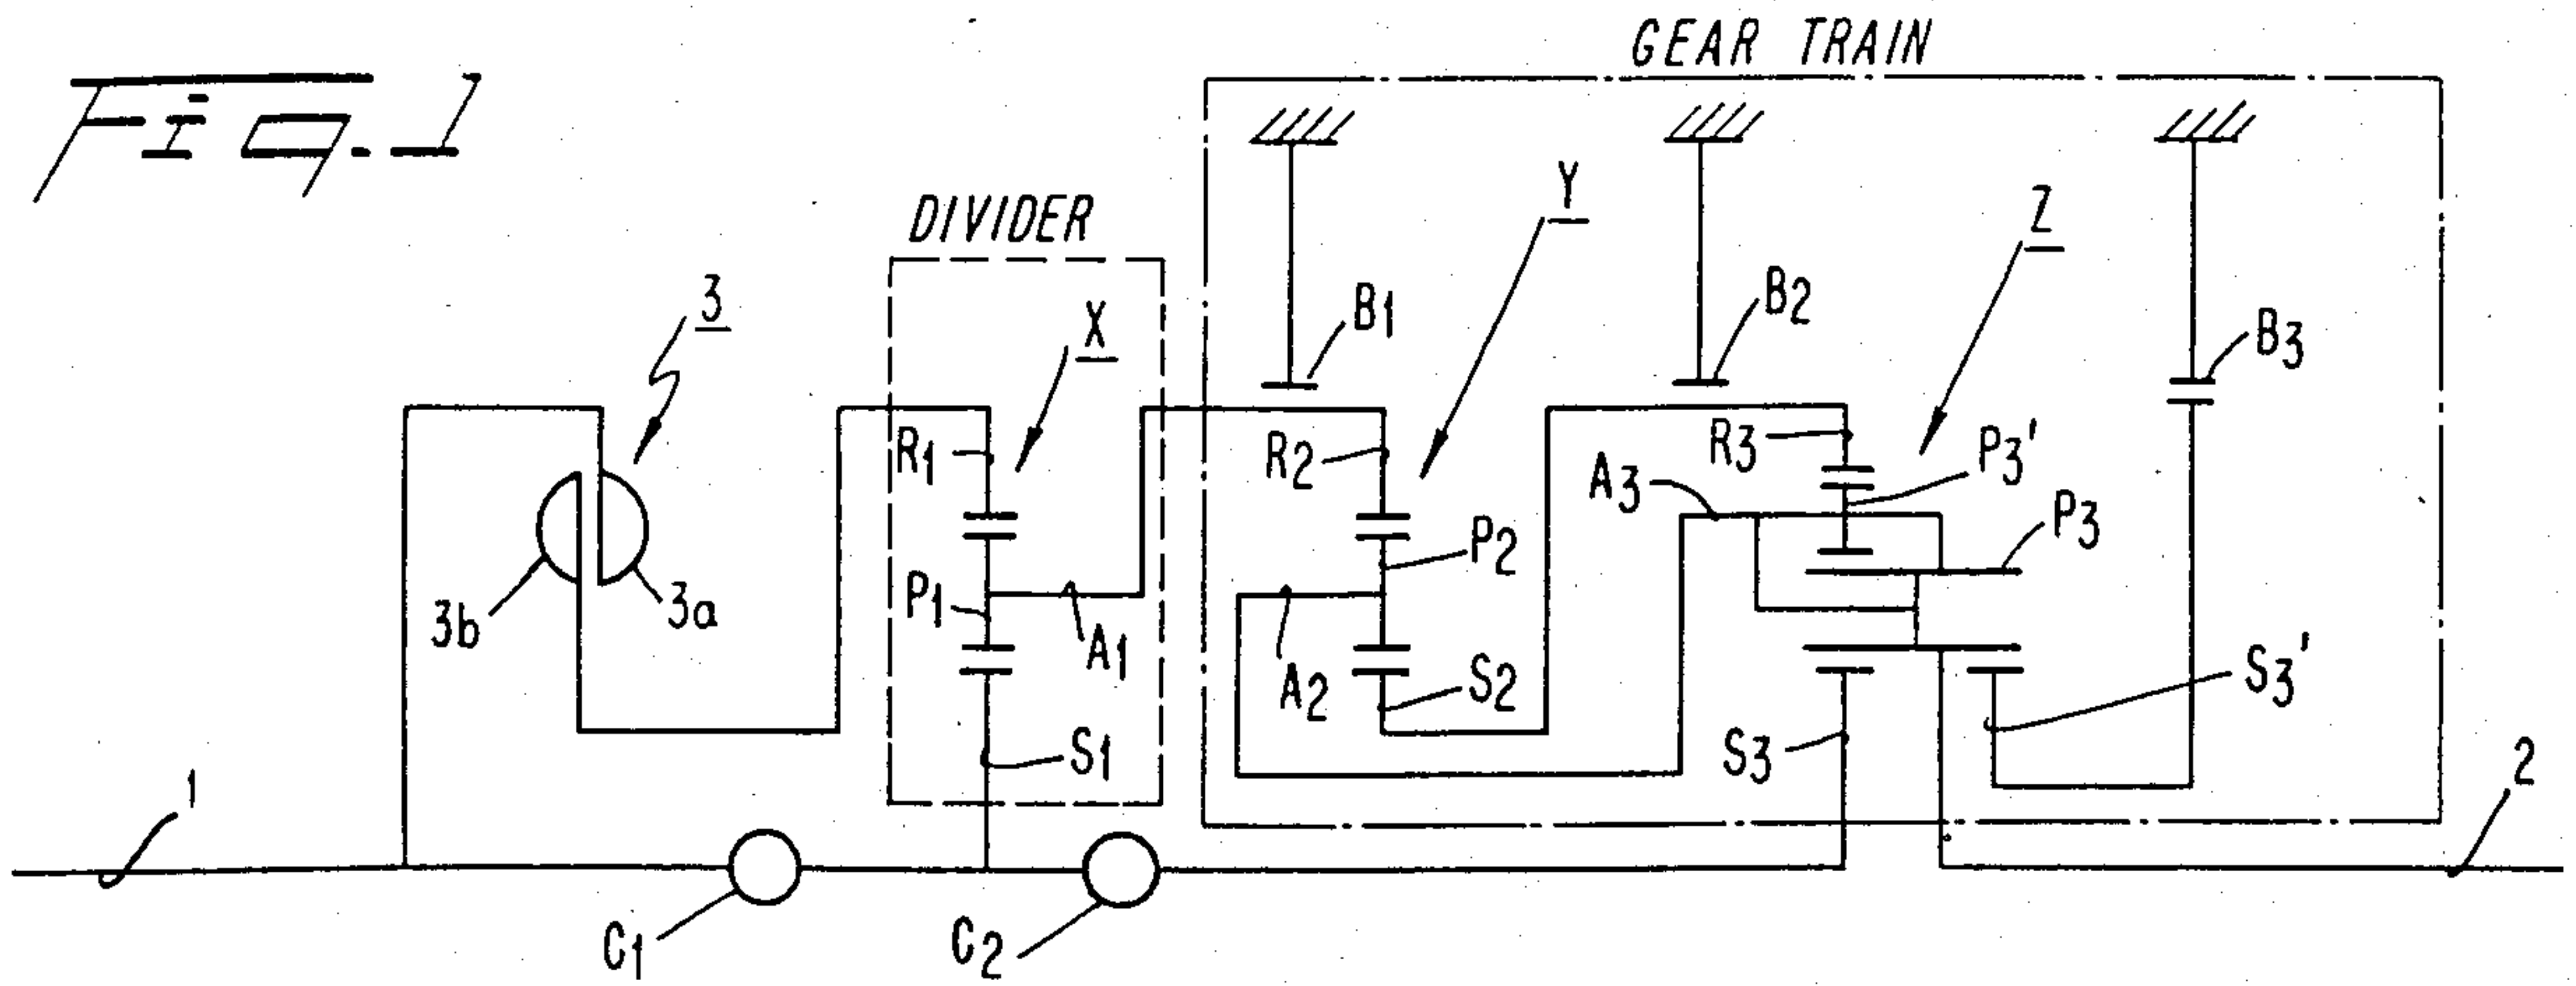 Fig. 1
GEAR TRAIN
DIVIDER
Y
Z
3
X
B1
B2
B3
R1
R2
R3
P3'
A3
P3
P2
3b
3a
P1
A1
A2
S2
S3'
S1
S3
1
2
C1
C2